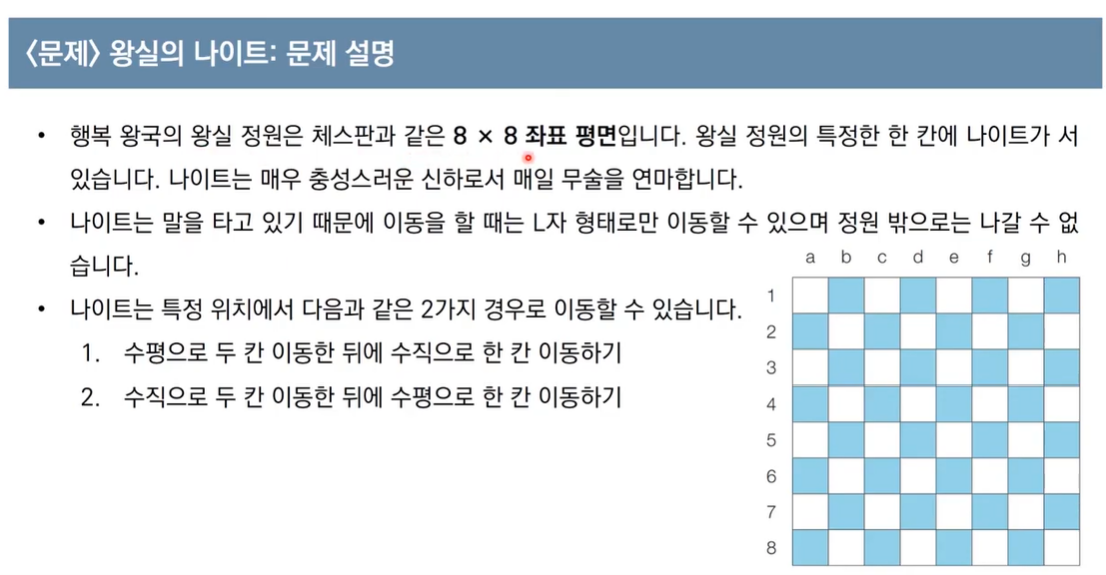 <문제> 왕실의 나이트: 문제 설명
• 행복 왕국의 왕실 정원은 체스판과 같은 8 × 8 좌표 평면입니다. 왕실 정원의 특정한 한 칸에 나이트가 서
있습니다. 나이트는 매우 충성스러운 신하로서 매일 무술을 연마합니다.
• 나이트는 말을 타고 있기 때문에 이동을 할 때는 L자 형태로만 이동할 수 있으며 정원 밖으로는 나갈 수 없
습니다.
• 나이트는 특정 위치에서 다음과 같은 2가지 경우로 이동할 수 있습니다.
1. 수평으로 두 칸 이동한 뒤에 수직으로 한 칸 이동하기
2. 수직으로 두 칸 이동한 뒤에 수평으로 한 칸 이동하기
a b c d e f g h
1
2
3
4
5
6
7
8